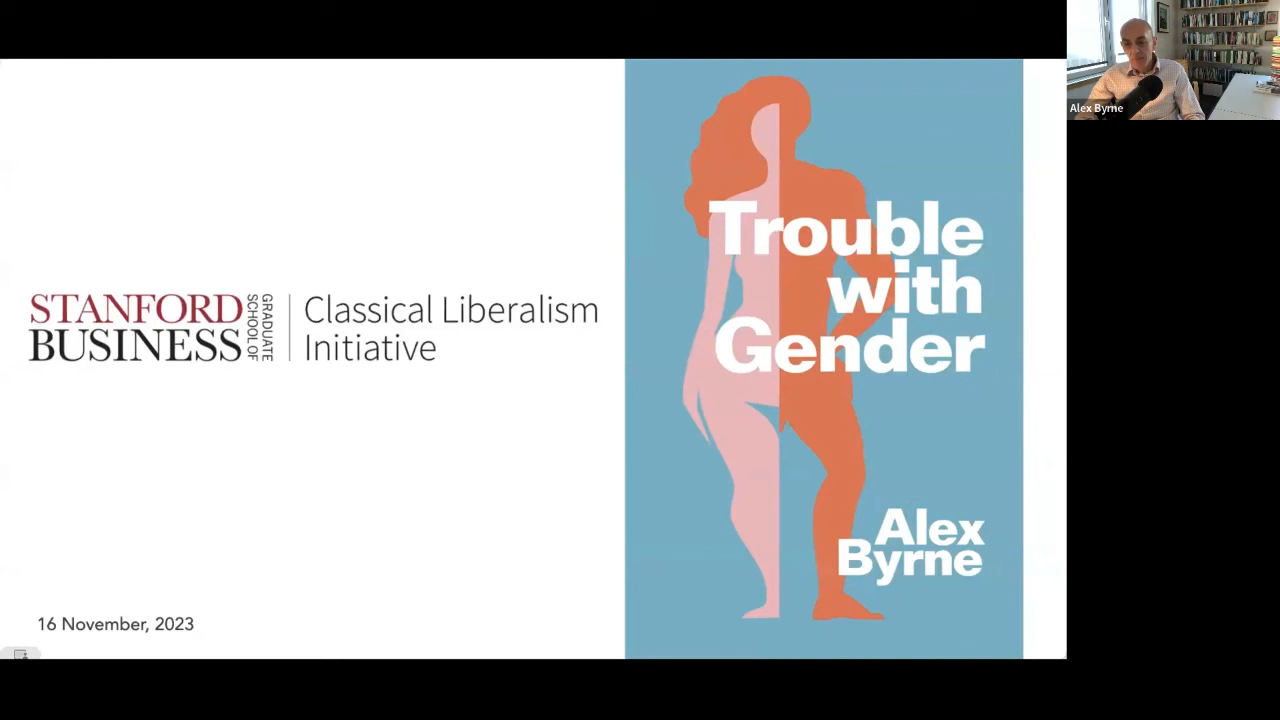 STANFORD
BUSINESS
GRADUATE
SCHOOL OF
Classical Liberalism
Initiative
16 November, 2023
Trouble
with
Gender
Alex
Byrne
Alex Byrne